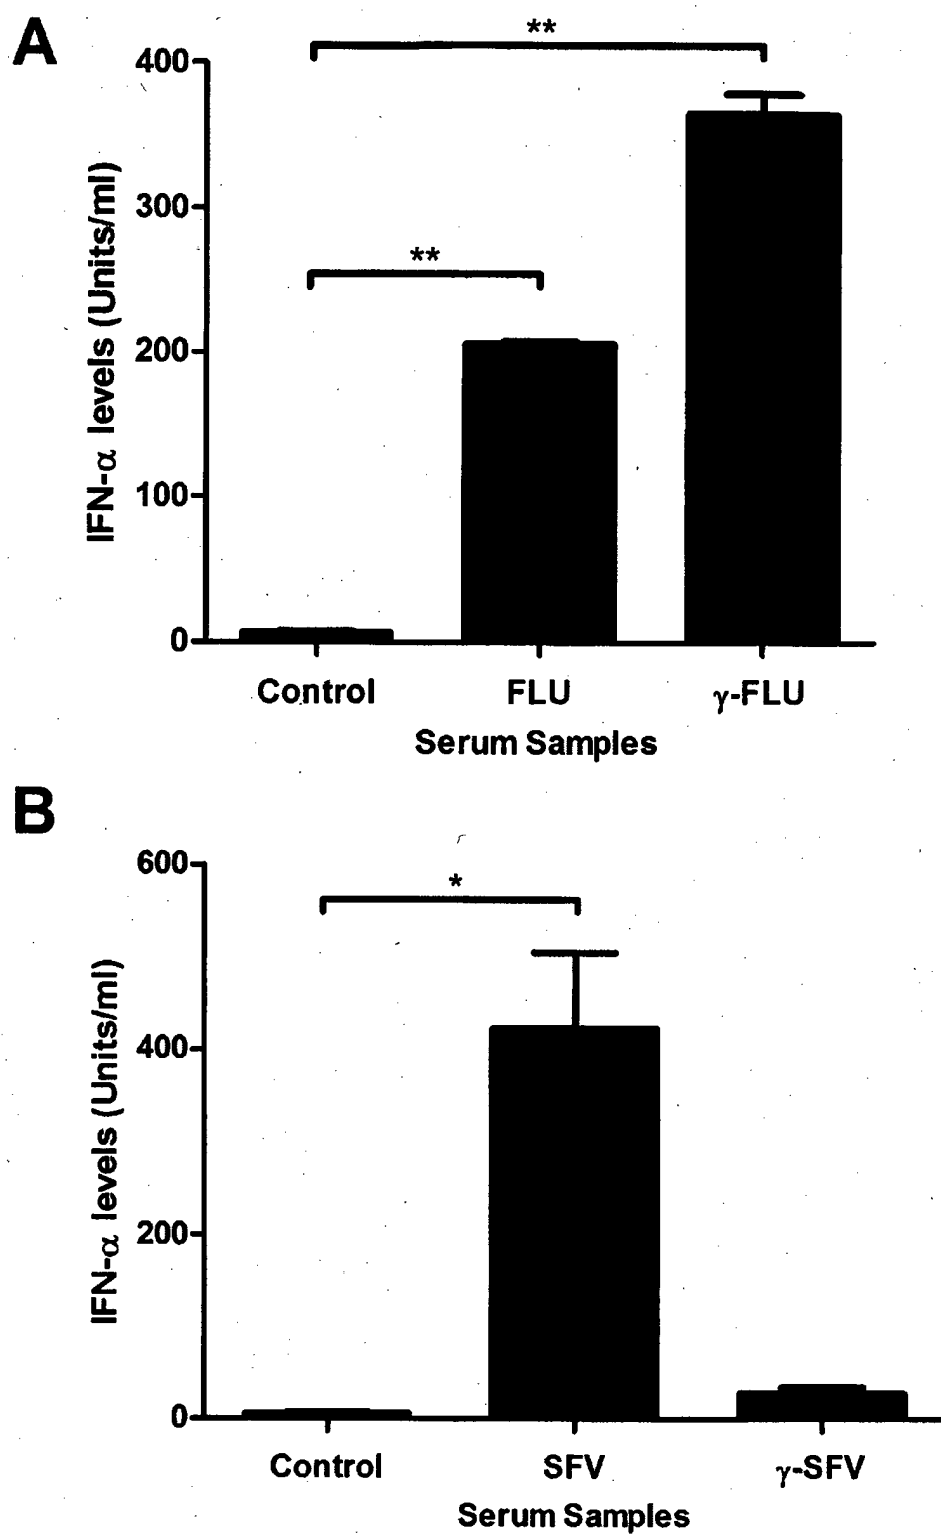 A
**
400
300
**
200
100
0
IFN-α levels (Units/ml)
Control FLU γ-FLU
Serum Samples
B
600
*
400
200
0
IFN-α levels (Units/ml)
Control SFV γ-SFV
Serum Samples